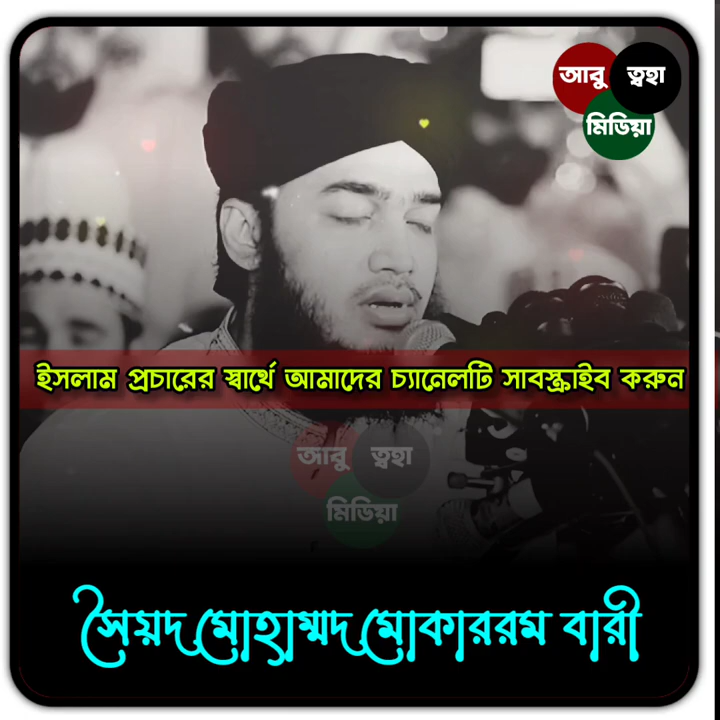 আবু ত্বহা
মিডিয়া
ইসলাম প্রচারের স্বার্থে আমাদের চ্যানেলটি সাবস্ক্রাইব করুন
আবু ত্বহা
মিডিয়া
সৈয়দ মোহাম্মদ মোকাররম বারী